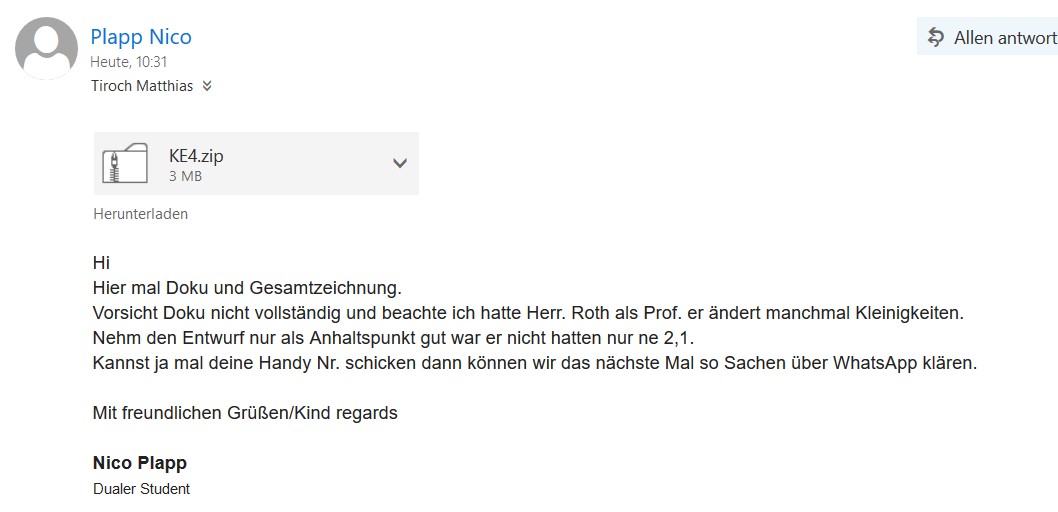 Plapp Nico
Heute, 10:31
Tiroch Matthias
Allen antwort
KE4.zip
3 MB
Herunterladen
Hi
Hier mal Doku und Gesamtzeichnung.
Vorsicht Doku nicht vollständig und beachte ich hatte Herr. Roth als Prof. er ändert manchmal Kleinigkeiten.
Nehm den Entwurf nur als Anhaltspunkt gut war er nicht hatten nur ne 2,1.
Kannst ja mal deine Handy Nr. schicken dann können wir das nächste Mal so Sachen über WhatsApp klären.
Mit freundlichen Grüßen/Kind regards
Nico Plapp
Dualer Student